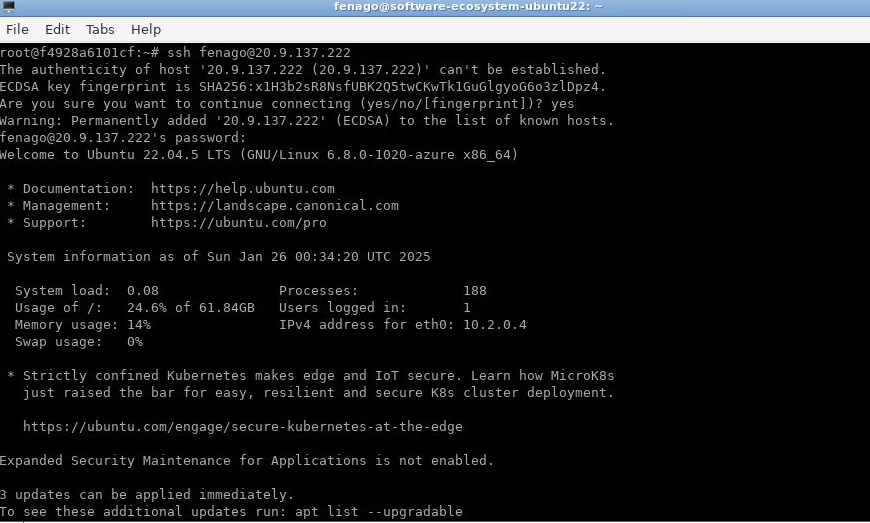 fenago@software-ecosystem-ubuntu22: ~
File Edit Tabs Help
root@f4928a6101cf:~# ssh fenago@20.9.137.222
The authenticity of host '20.9.137.222 (20.9.137.222)' can't be established.
ECDSA key fingerprint is SHA256:x1H3b2sR8NsfUBK2Q5twCKwTk1GuGlgyoG6o3zlDpz4.
Are you sure you want to continue connecting (yes/no/[fingerprint])? yes
Warning: Permanently added '20.9.137.222' (ECDSA) to the list of known hosts.
fenago@20.9.137.222's password:
Welcome to Ubuntu 22.04.5 LTS (GNU/Linux 6.8.0-1020-azure x86_64)
* Documentation: https://help.ubuntu.com
* Management: https://landscape.canonical.com
* Support: https://ubuntu.com/pro
System information as of Sun Jan 26 00:34:20 UTC 2025
System load: 0.08 Processes: 188
Usage of /: 24.6% of 61.84GB Users logged in: 1
Memory usage: 14% IPv4 address for eth0: 10.2.0.4
Swap usage: 0%
* Strictly confined Kubernetes makes edge and IoT secure. Learn how MicroK8s
just raised the bar for easy, resilient and secure K8s cluster deployment.
https://ubuntu.com/engage/secure-kubernetes-at-the-edge
Expanded Security Maintenance for Applications is not enabled.
3 updates can be applied immediately.
To see these additional updates run: apt list --upgradable